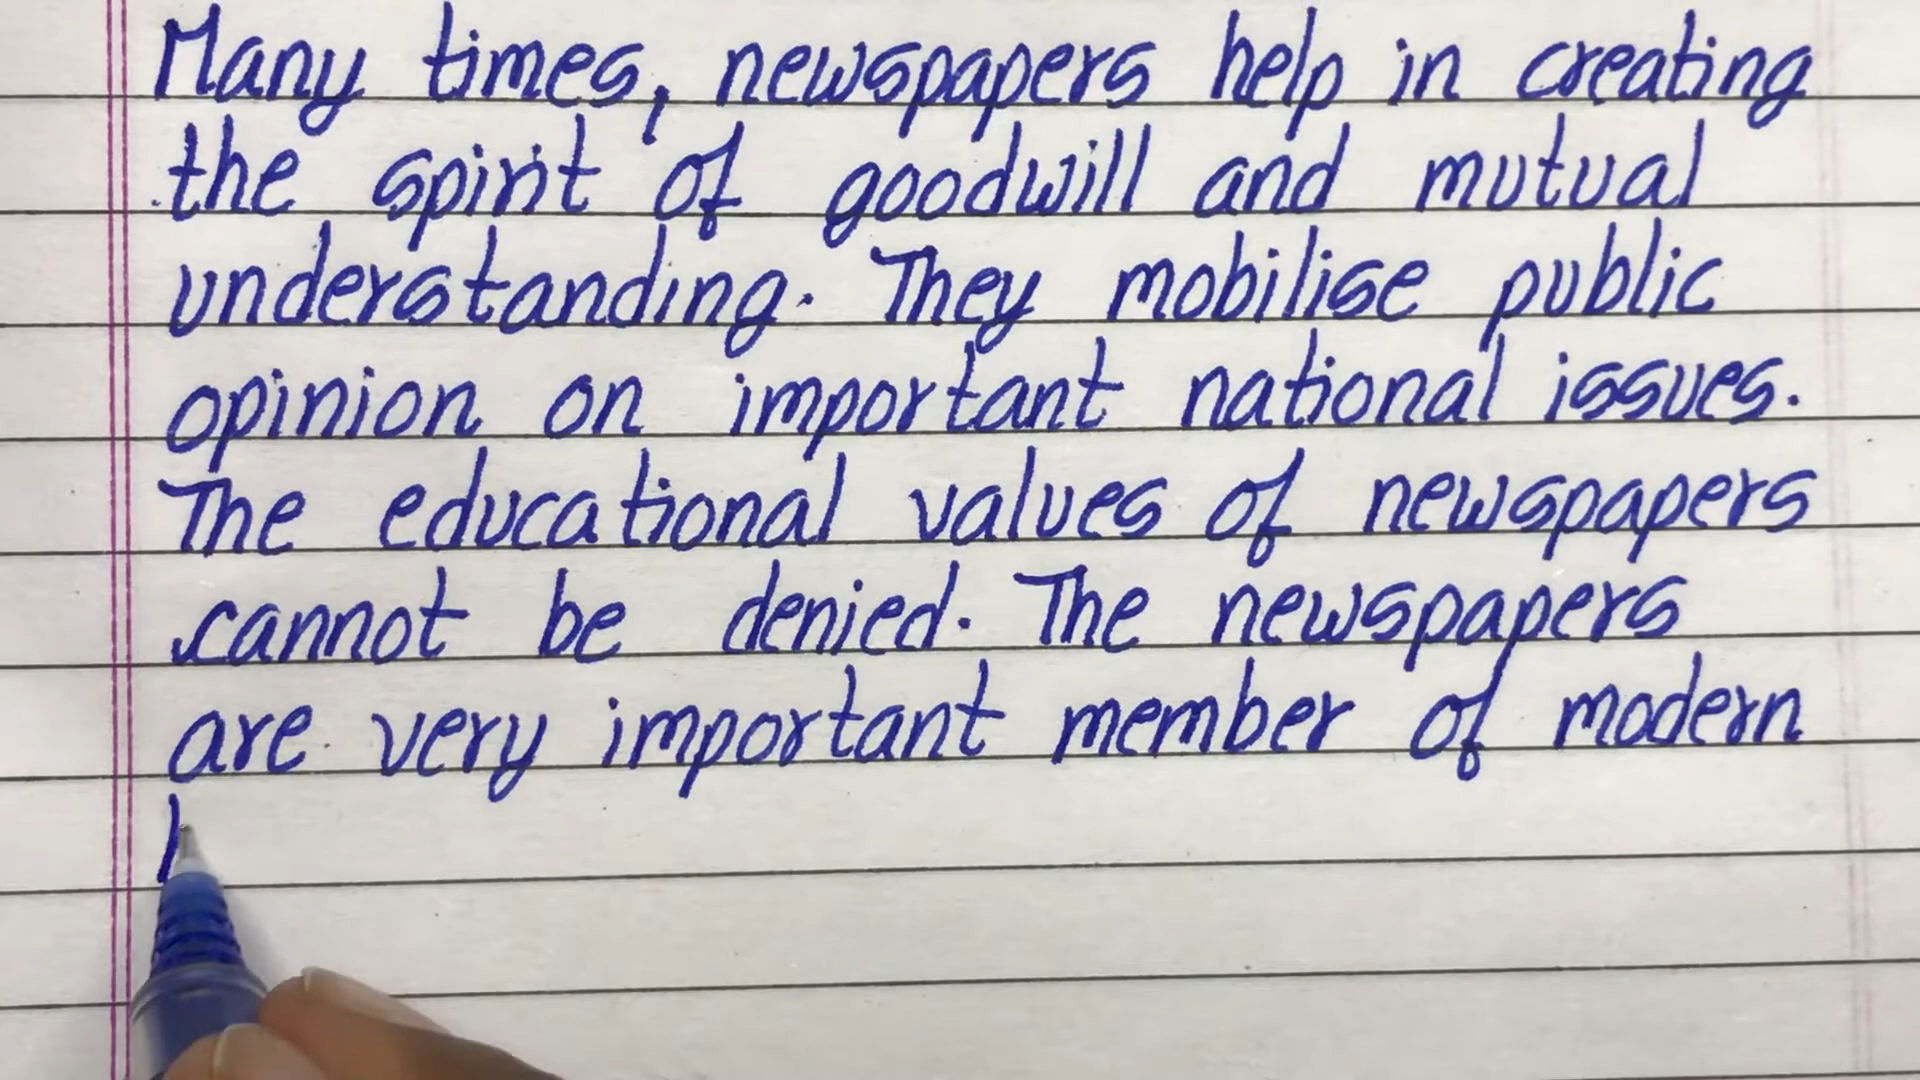 Many times, newspapers help in creating
the spirit of goodwill and mutual
understanding. They mobilise public
opinion on important national issues.
The educational values of newspapers
cannot be denied. The newspapers
are very important member of modern